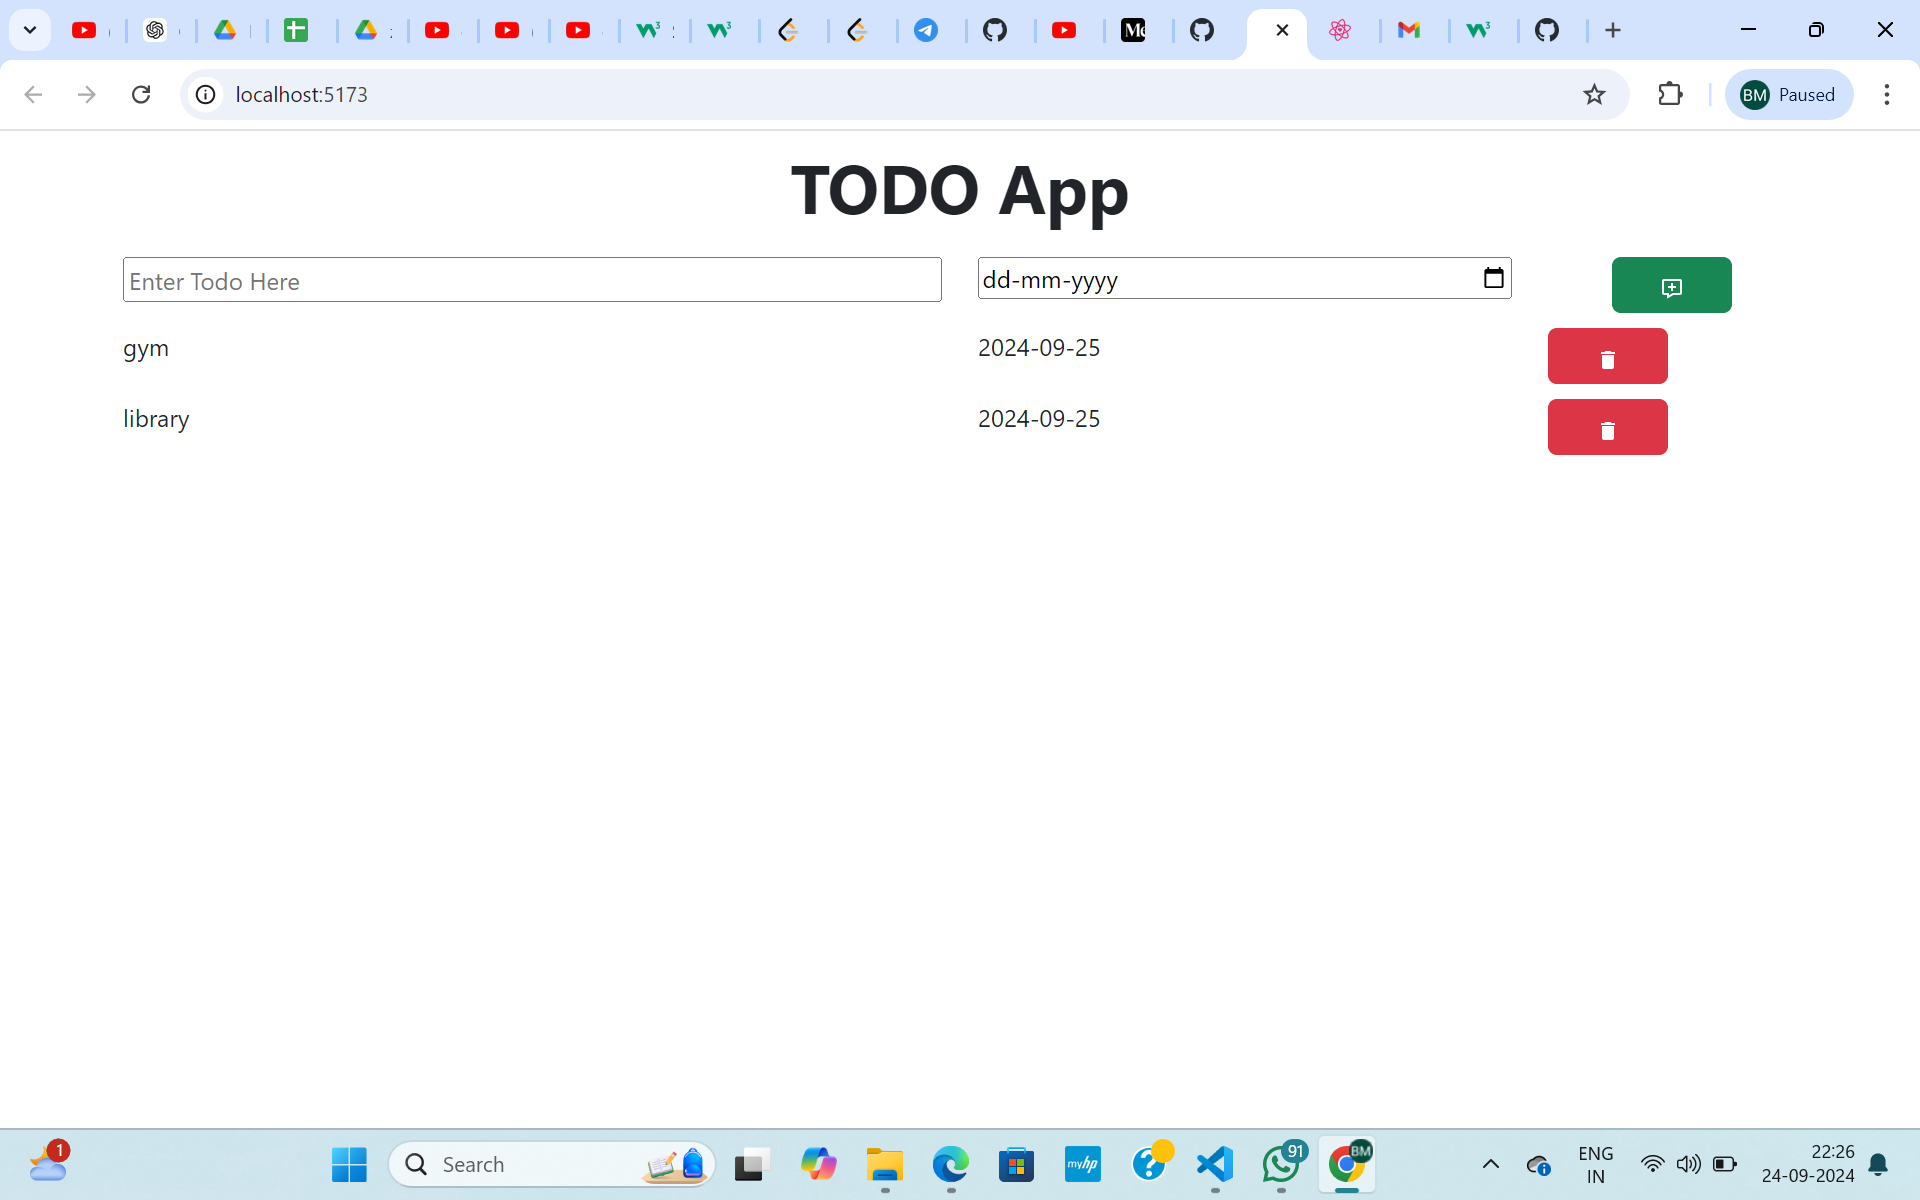 localhost:5173
BM Paused
TODO App
Enter Todo Here
dd-mm-yyyy
gym 2024-09-25
library 2024-09-25
1
Search
myhp
91
BM
ENG
IN
22:26
24-09-2024